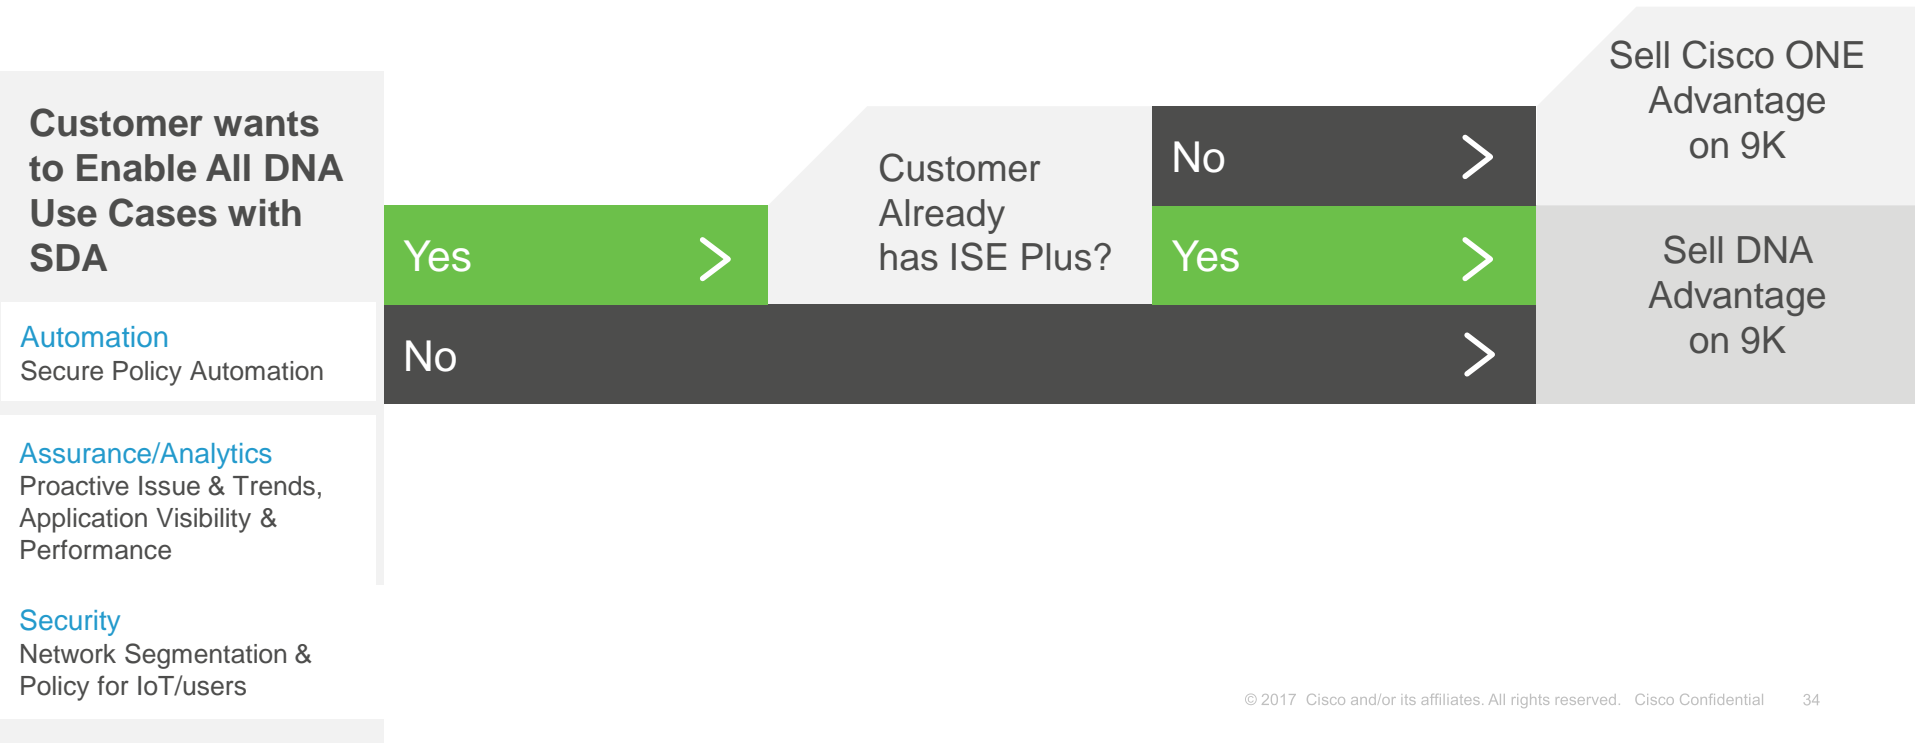 Customer wants
to Enable All DNA
Use Cases with
SDA
Automation
Secure Policy Automation
Assurance/Analytics
Proactive Issue & Trends,
Application Visibility &
Performance
Security
Network Segmentation &
Policy for IoT/users
Yes
No
Customer
Already
has ISE Plus?
No
Yes
Sell Cisco ONE
Advantage
on 9K
Sell DNA
Advantage
on 9K
© 2017 Cisco and/or its affiliates. All rights reserved. Cisco Confidential 34